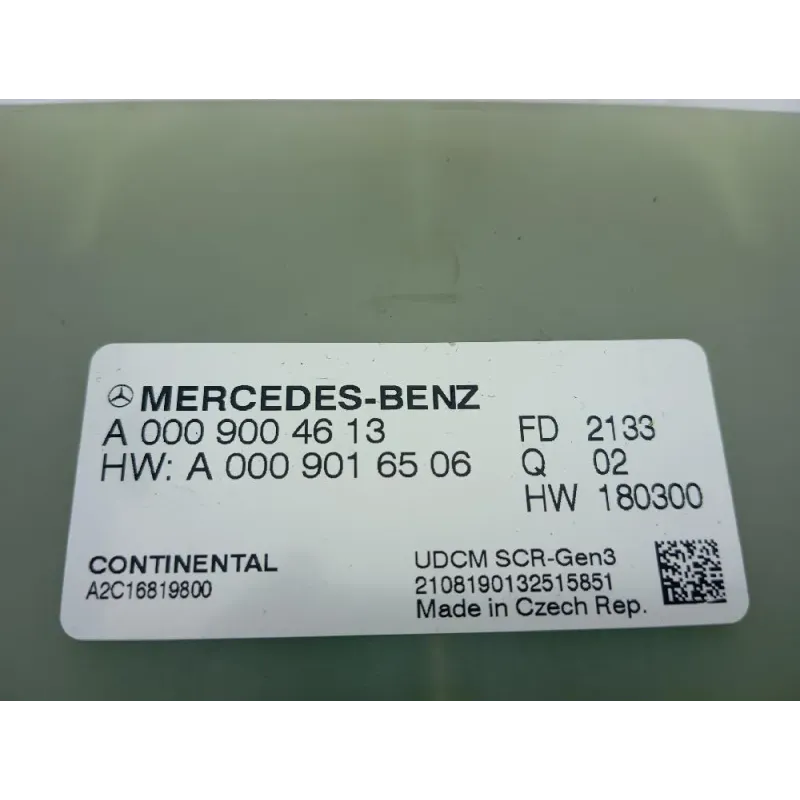 MERCEDES-BENZ
A 000 900 46 13
HW: A 000 901 65 06
FD 2133
Q 02
HW 180300
CONTINENTAL
A2C16819800
UDCM SCR-Gen3
2108190132515851
Made in Czech Rep.